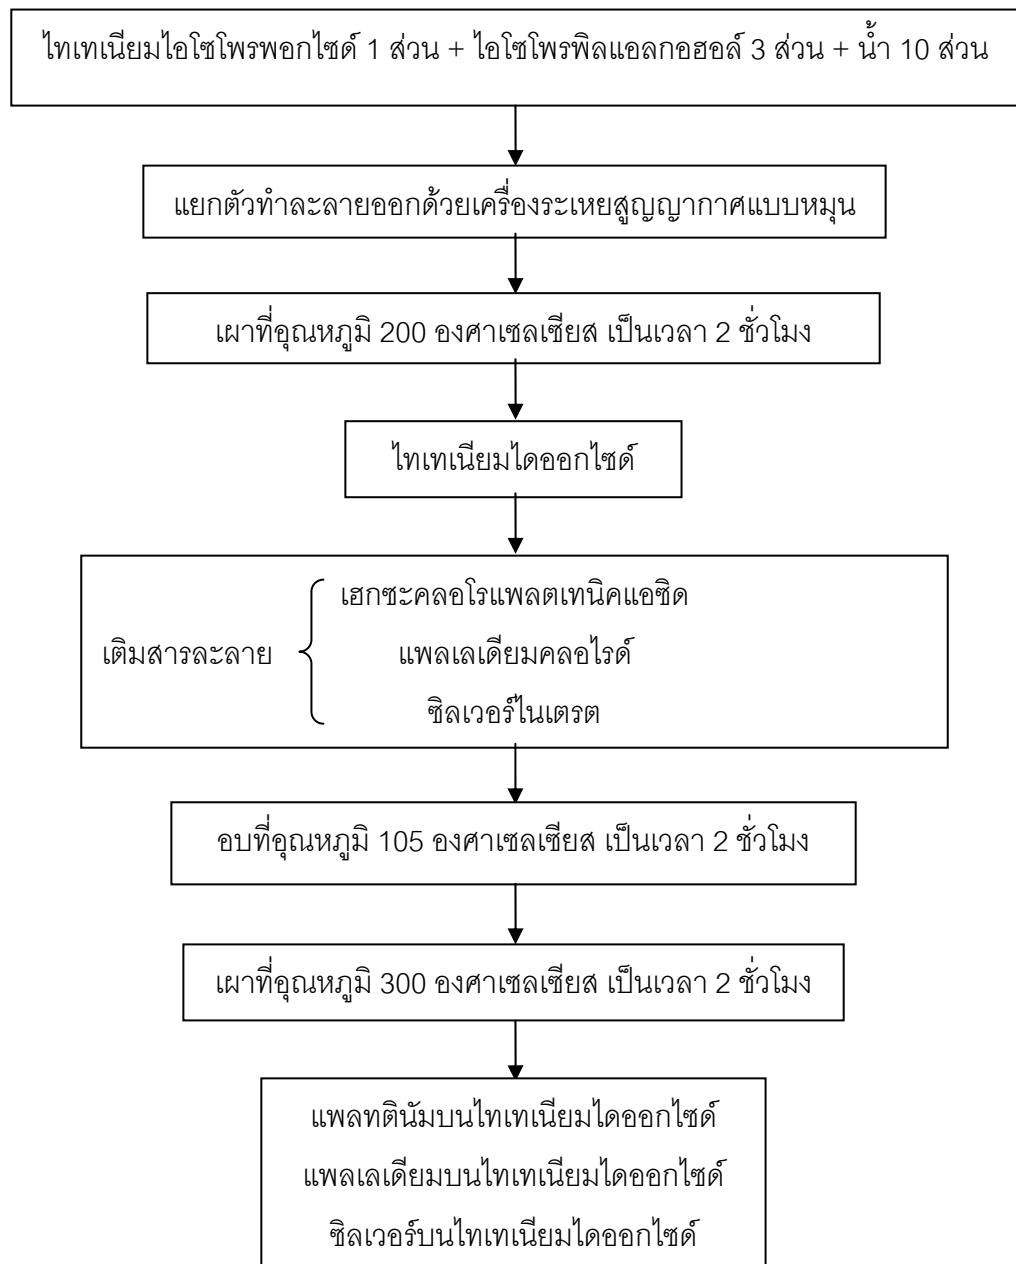 ไทเทเนียมไอโซโพรพอกไซด์ 1 ส่วน + ไอโซโพรพิลแอลกอฮอล์ 3 ส่วน + น้ำ 10 ส่วน
แยกตัวทำละลายออกด้วยเครื่องระเหยสูญญากาศแบบหมุน
เผาที่อุณหภูมิ 200 องศาเซลเซียส เป็นเวลา 2 ชั่วโมง
ไทเทเนียมไดออกไซด์
เติมสารละลาย
เฮกซะคลอโรแพลตเทนิคแอซิด
แพลเลเดียมคลอไรด์
ซิลเวอร์ไนเตรต
อบที่อุณหภูมิ 105 องศาเซลเซียส เป็นเวลา 2 ชั่วโมง
เผาที่อุณหภูมิ 300 องศาเซลเซียส เป็นเวลา 2 ชั่วโมง
แพลทตินัมบนไทเทเนียมไดออกไซด์
แพลเลเดียมบนไทเทเนียมไดออกไซด์
ซิลเวอร์บนไทเทเนียมไดออกไซด์